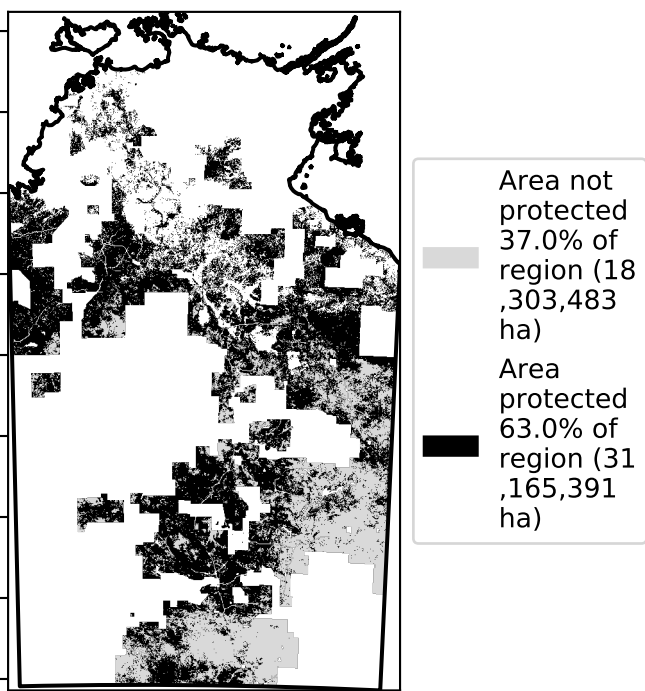 Area not
protected
37.0% of
region (18
,303,483
ha)
Area
protected
63.0% of
region (31
,165,391
ha)